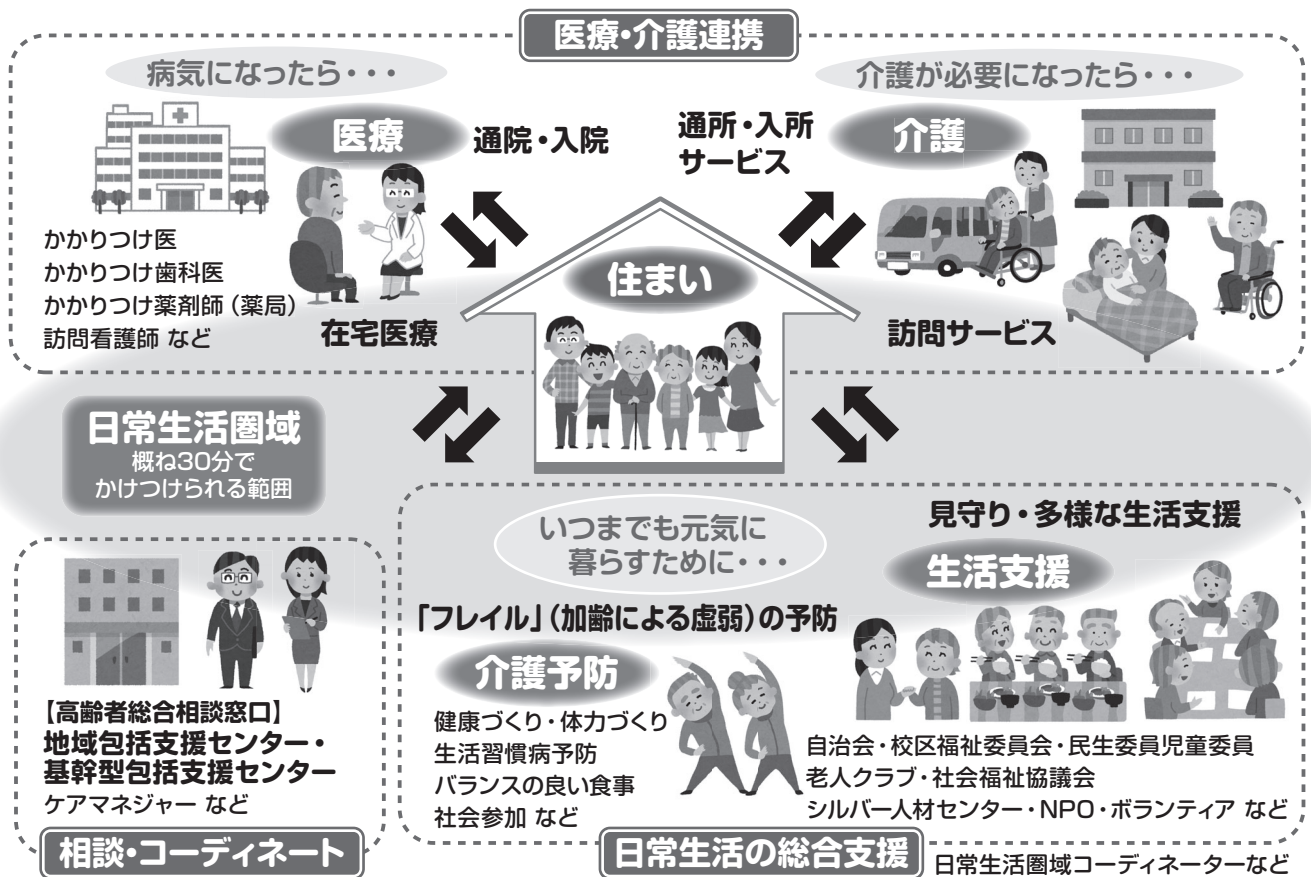 医療・介護連携
病気になったら・・・
医療
通院・入院
かかりつけ医
かかりつけ歯科医
かかりつけ薬剤師（薬局）
訪問看護師 など
在宅医療
介護が必要になったら・・・
通所・入所
サービス
介護
訪問サービス
住まい
日常生活圏域
概ね30分で
かけつけられる範囲
【高齢者総合相談窓口】
地域包括支援センター・
基幹型包括支援センター
ケアマネジャー など
相談・コーディネート
いつまでも元気に
暮らすために・・・
「フレイル」（加齢による虚弱）の予防
介護予防
健康づくり・体力づくり
生活習慣病予防
バランスの良い食事
社会参加 など
見守り・多様な生活支援
生活支援
自治会・校区福祉委員会・民生委員児童委員
老人クラブ・社会福祉協議会
シルバー人材センター・NPO・ボランティア など
日常生活の総合支援
日常生活圏域コーディネーターなど